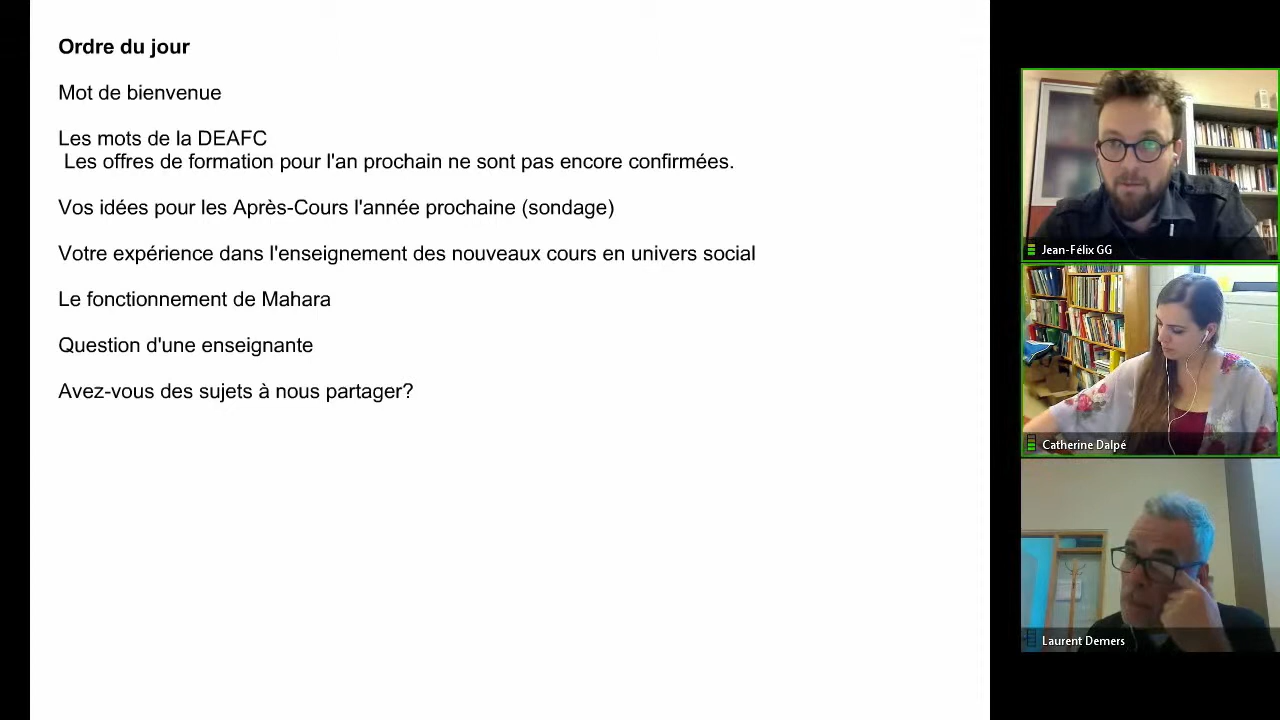 Ordre du jour
Mot de bienvenue
Les mots de la DEAFC
Les offres de formation pour l'an prochain ne sont pas encore confirmées.
Vos idées pour les Après-Cours l'année prochaine (sondage)
Votre expérience dans l'enseignement des nouveaux cours en univers social
Le fonctionnement de Mahara
Question d'une enseignante
Avez-vous des sujets à nous partager?
Jean-Félix GG
Catherine Dalpé
Laurent Demers